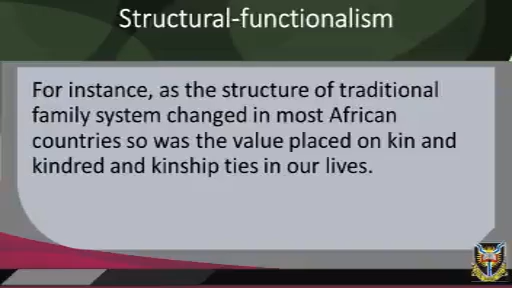 Structural-functionalism
For instance, as the structure of traditional
family system changed in most African
countries so was the value placed on kin and
kindred and kinship ties in our lives.